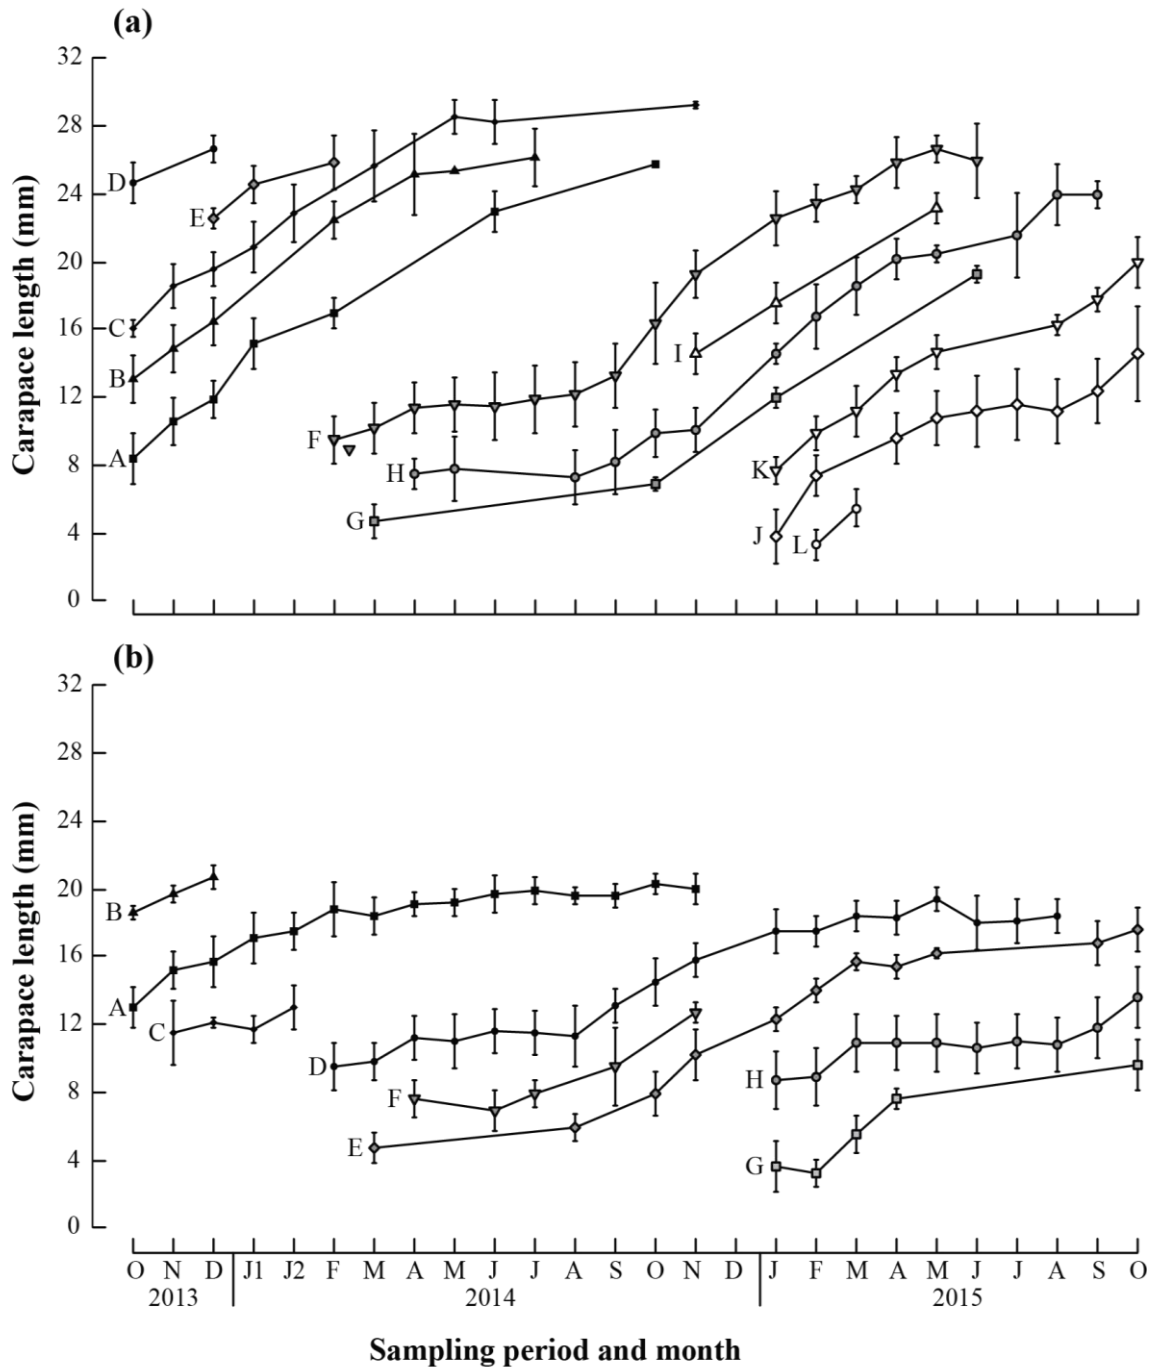 (a)
Carapace length (mm)
32
28
24
20
16
12
8
4
0
D
E
C
B
A
F
H
G
I
K
J
L
(b)
Carapace length (mm)
32
28
24
20
16
12
8
4
0
B
A
C
D
F
E
H
G
O N D J1 J2 F M A M J J A S O N D J F M A M J J A S O
2013 2014 2015
Sampling period and month